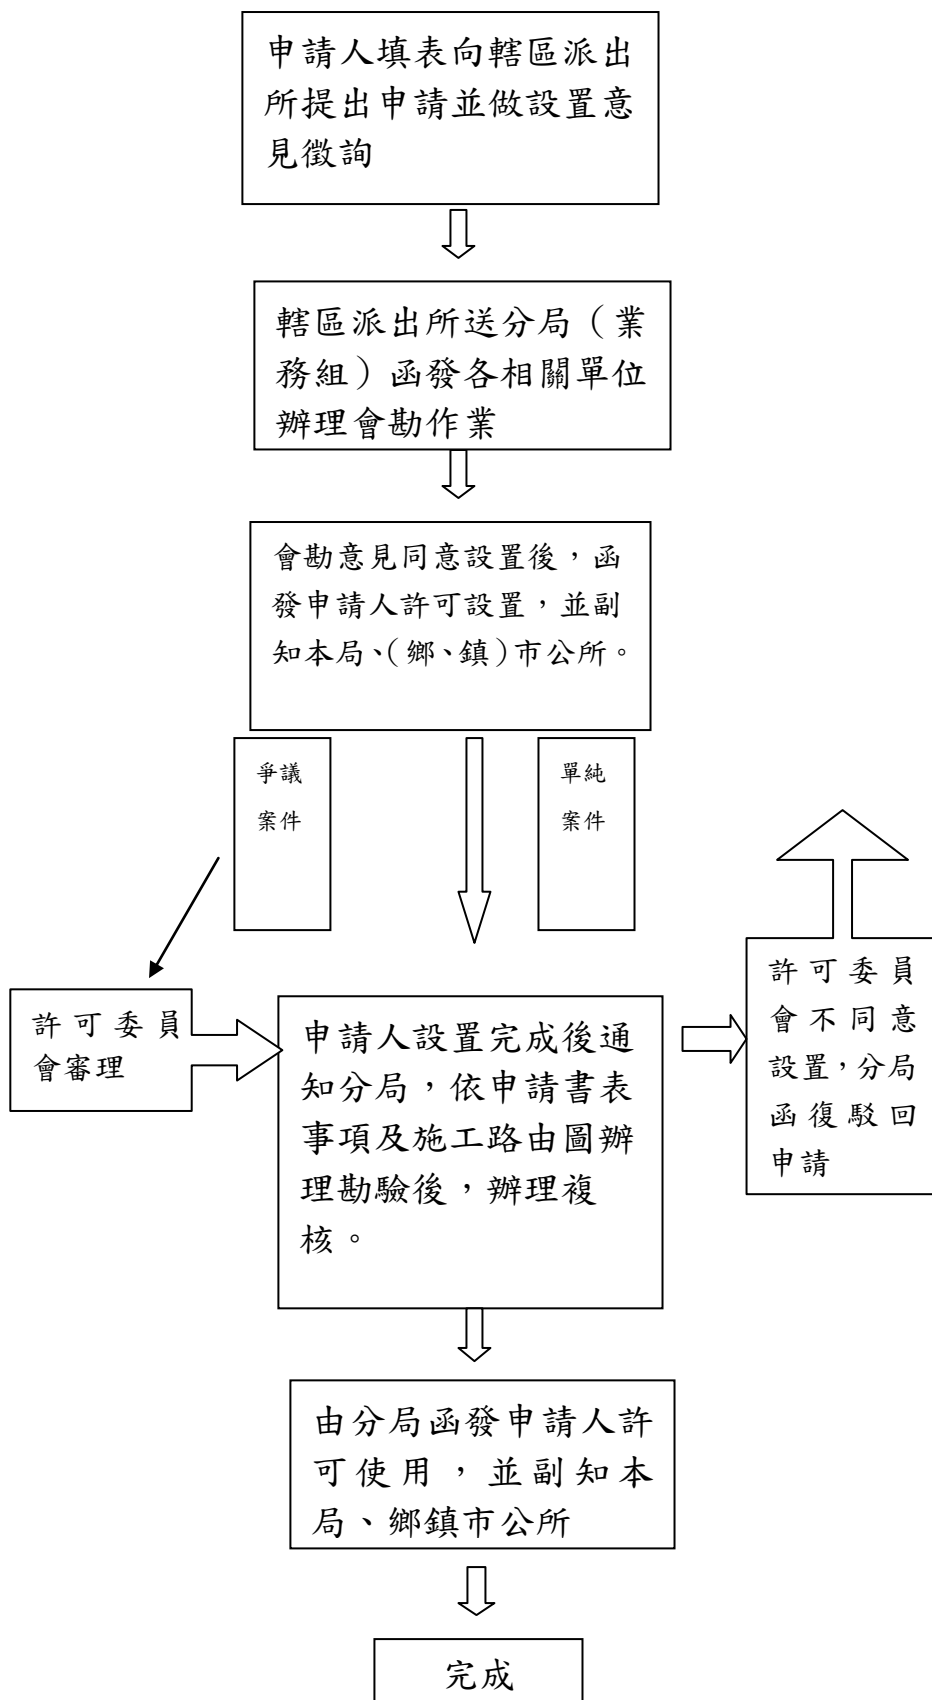 申請人填表向轄區派出
所提出申請並做設置意
見徵詢
轄區派出所送分局（業
務組）函發各相關單位
辦理會勘作業
會勘意見同意設置後，函
發申請人許可設置，並副
知本局、（鄉、鎮）市公所。
爭議
案件
單純
案件
許可委員
會審理
申請人設置完成後通
知分局，依申請書表
事項及施工路由圖辦
理勘驗後，辦理複
核。
許可委員
會不同意
設置，分局
函復駁回
申請
由分局函發申請人許
可使用，並副知本
局、鄉鎮市公所
完成